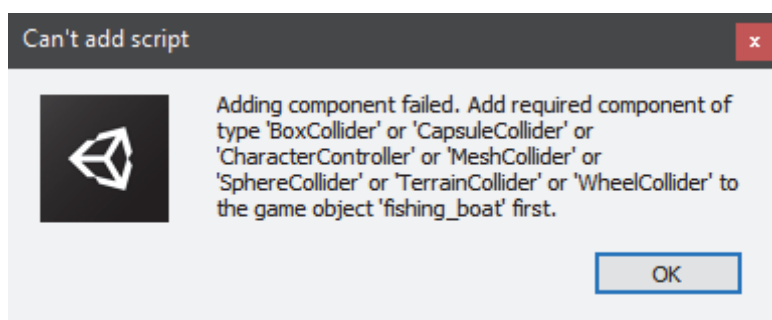 Can't add script
x
Adding component failed. Add required component of
type 'BoxCollider' or 'CapsuleCollider' or
'CharacterController' or 'MeshCollider' or
'SphereCollider' or 'TerrainCollider' or 'WheelCollider' to
the game object 'fishing_boat' first.
OK